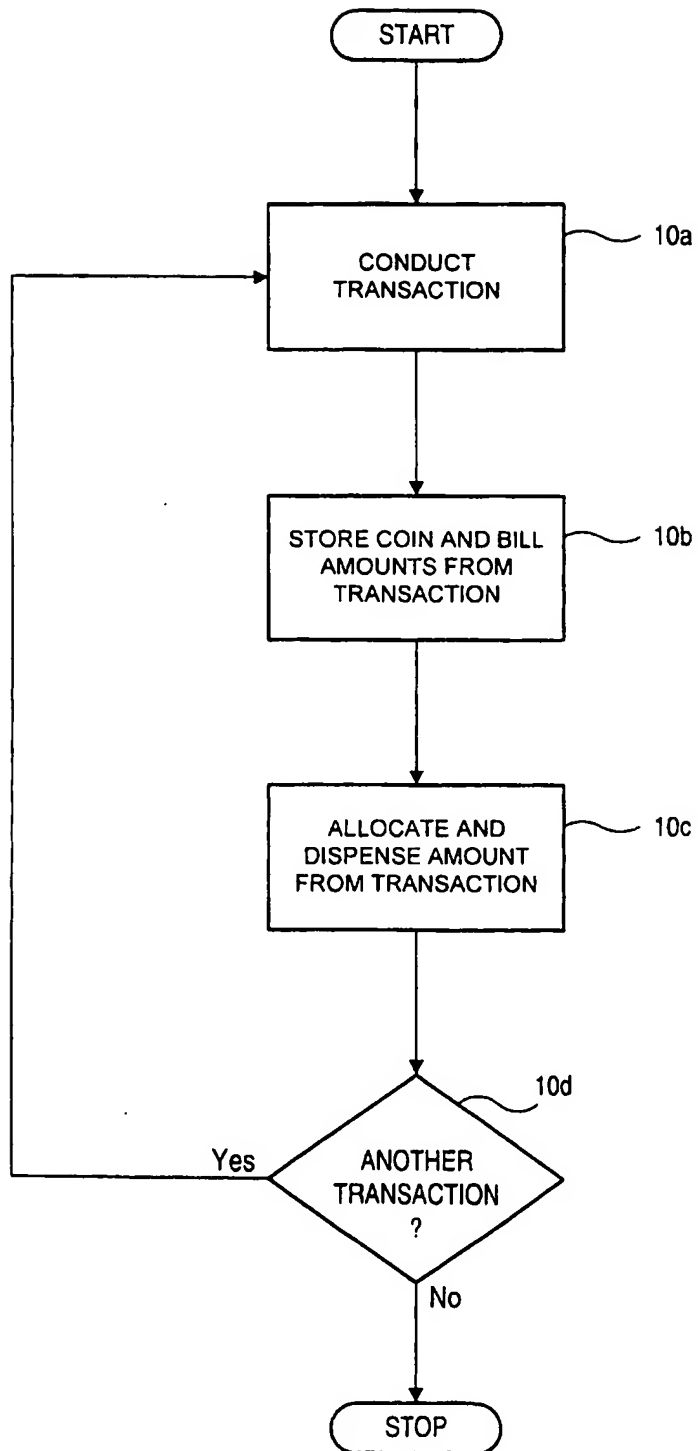 START
CONDUCT
TRANSACTION
10a
STORE COIN AND BILL
AMOUNTS FROM
TRANSACTION
10b
ALLOCATE AND
DISPENSE AMOUNT
FROM TRANSACTION
10c
10d
Yes
ANOTHER
TRANSACTION
?
No
STOP